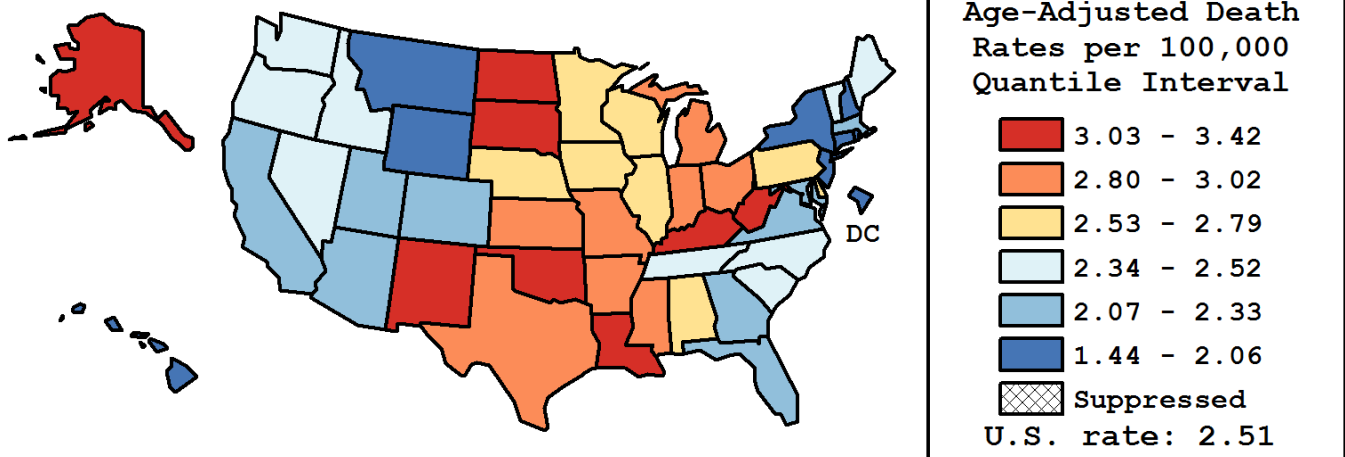 DC
Age-Adjusted Death
Rates per 100,000
Quantile Interval
3.03 - 3.42
2.80 - 3.02
2.53 - 2.79
2.34 - 2.52
2.07 - 2.33
1.44 - 2.06
Suppressed
U.S. rate: 2.51